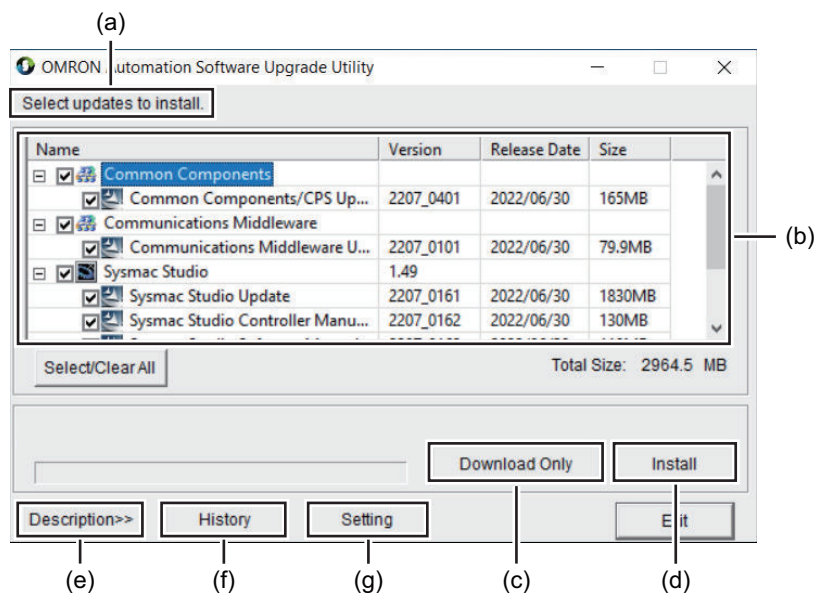 (a)
OMRON Automation Software Upgrade Utility
Select updates to install.
Name Version Release Date Size
Common Components
Common Components/CPS Up... 2207_0401 2022/06/30 165MB
Communications Middleware
Communications Middleware U... 2207_0101 2022/06/30 79.9MB
Sysmac Studio 1.49
Sysmac Studio Update 2207_0161 2022/06/30 1830MB
Sysmac Studio Controller Manu... 2207_0162 2022/06/30 130MB
(b)
Select/Clear All Total Size: 2964.5 MB
Download Only Install
Description>> History Setting Exit
(e) (f) (g) (c) (d)